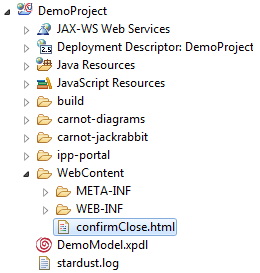 DemoProject
JAX-WS Web Services
Deployment Descriptor: DemoProject
Java Resources
JavaScript Resources
build
carnot-diagrams
carnot-jackrabbit
ipp-portal
WebContent
META-INF
WEB-INF
confirmClose.html
DemoModel.xpdl
stardust.log